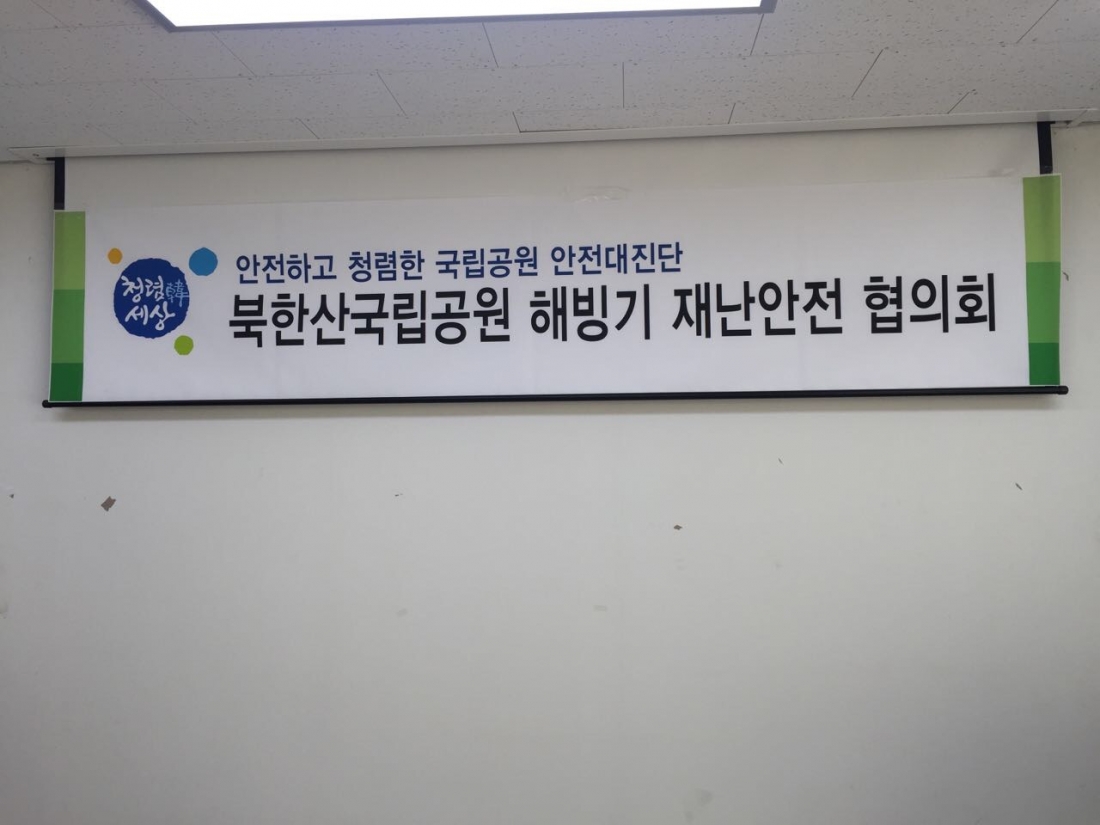 안전하고 청렴한 국립공원 안전대진단
청렴韓
세상
북한산국립공원 해빙기 재난안전 협의회